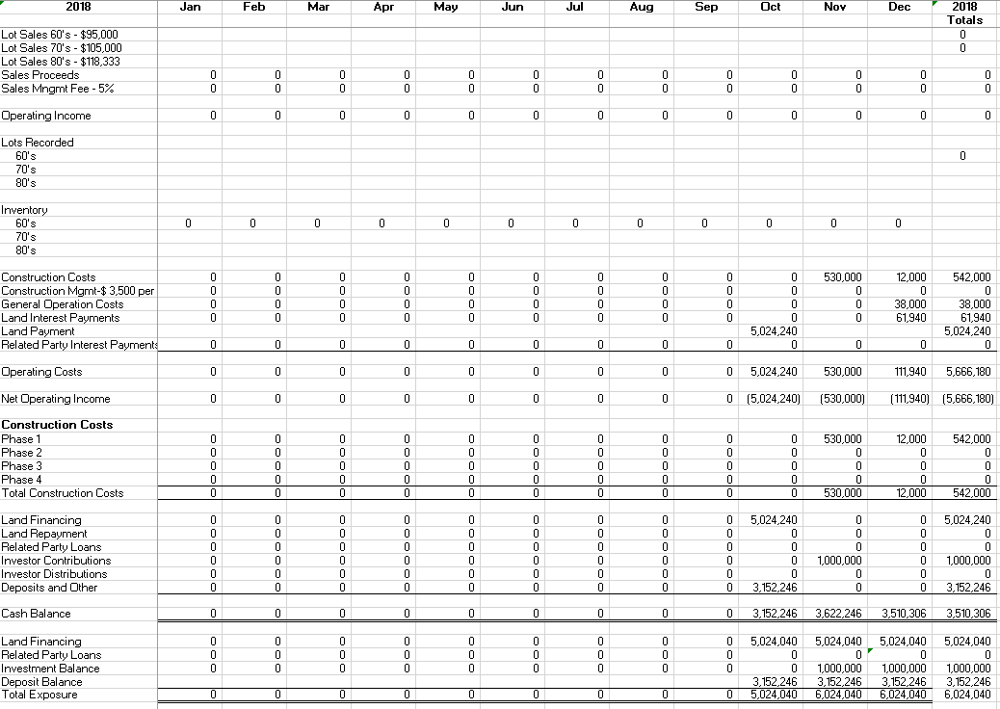 2018 Jan Feb Mar Apr May Jun Jul Aug Sep Oct Nov Dec 2018
Totals
Lot Sales 60's - $95,000 0
Lot Sales 70's - $105,000 0
Lot Sales 80's - $118,333
Sales Proceeds 0 0 0 0 0 0 0 0 0 0 0 0 0
Sales Mngmt Fee - 5% 0 0 0 0 0 0 0 0 0 0 0 0 0
Operating Income 0 0 0 0 0 0 0 0 0 0 0 0 0
Lots Recorded
60's 0
70's
80's
Inventory
60's 0 0 0 0 0 0 0 0 0 0 0 0
70's
80's
Construction Costs 0 0 0 0 0 0 0 0 0 0 530,000 12,000 542,000
Construction Mgmt-$ 3,500 per 0 0 0 0 0 0 0 0 0 0 0 0 0
General Operation Costs 0 0 0 0 0 0 0 0 0 0 0 38,000 38,000
Land Interest Payments 0 0 0 0 0 0 0 0 0 0 0 61,940 61,940
Land Payment 5,024,240 5,024,240
Related Party Interest Payments 0 0 0 0 0 0 0 0 0 0 0 0 0
Operating Costs 0 0 0 0 0 0 0 0 0 5,024,240 530,000 111,940 5,666,180
Net Operating Income 0 0 0 0 0 0 0 0 0 (5,024,240) (530,000) (111,940) (5,666,180)
Construction Costs
Phase 1 0 0 0 0 0 0 0 0 0 0 530,000 12,000 542,000
Phase 2 0 0 0 0 0 0 0 0 0 0 0 0 0
Phase 3 0 0 0 0 0 0 0 0 0 0 0 0 0
Phase 4 0 0 0 0 0 0 0 0 0 0 0 0 0
Total Construction Costs 0 0 0 0 0 0 0 0 0 0 530,000 12,000 542,000
Land Financing 0 0 0 0 0 0 0 0 0 5,024,240 0 0 5,024,240
Land Repayment 0 0 0 0 0 0 0 0 0 0 0 0 0
Related Party Loans 0 0 0 0 0 0 0 0 0 0 0 0 0
Investor Contributions 0 0 0 0 0 0 0 0 0 0 1,000,000 0 1,000,000
Investor Distributions 0 0 0 0 0 0 0 0 0 0 0 0 0
Deposits and Other 0 0 0 0 0 0 0 0 0 3,152,246 0 0 3,152,246
Cash Balance 0 0 0 0 0 0 0 0 0 3,152,246 3,622,246 3,510,306 3,510,306
Land Financing 0 0 0 0 0 0 0 0 0 5,024,040 5,024,040 5,024,040 5,024,040
Related Party Loans 0 0 0 0 0 0 0 0 0 0 0 0 0
Investment Balance 0 0 0 0 0 0 0 0 0 0 1,000,000 1,000,000 1,000,000
Deposit Balance 3,152,246 3,152,246 3,152,246 3,152,246
Total Exposure 0 0 0 0 0 0 0 0 0 5,024,040 6,024,040 6,024,040 6,024,040